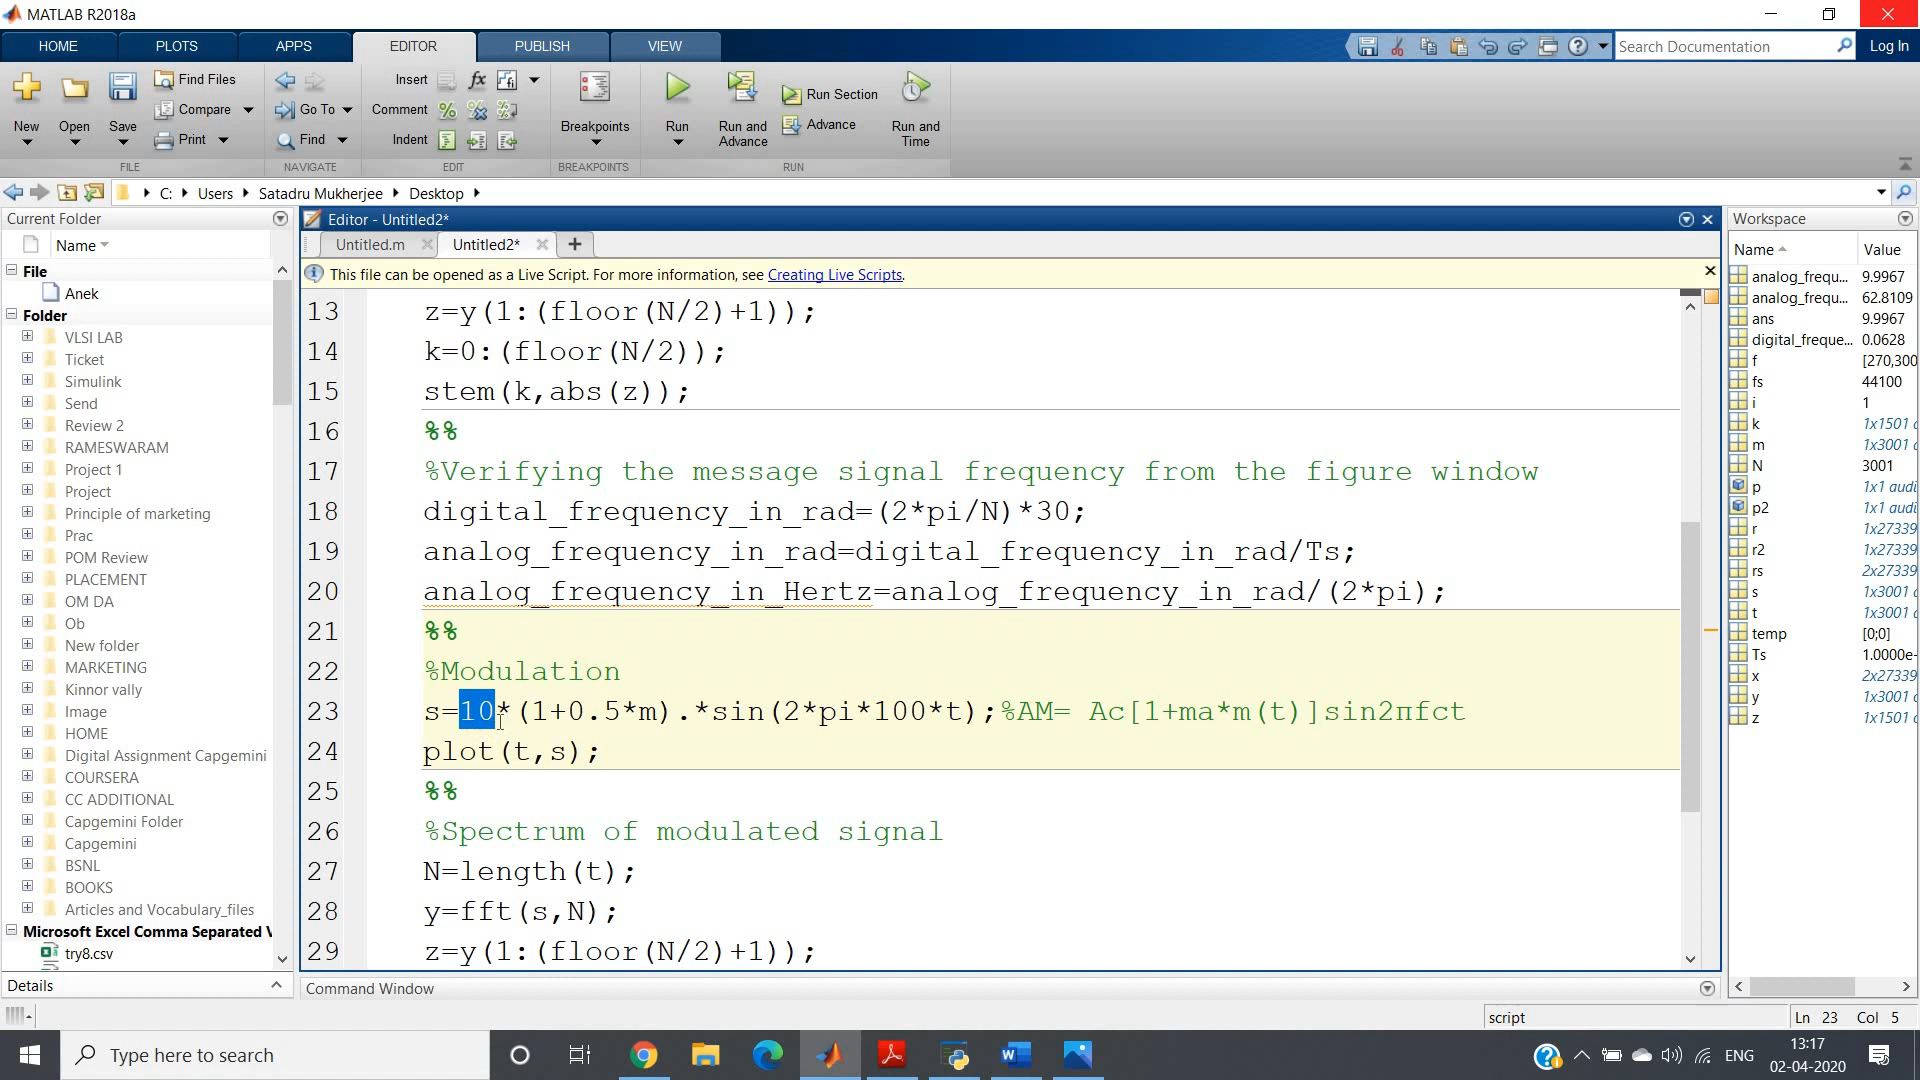 MATLAB R2018a
HOME PLOTS APPS EDITOR PUBLISH VIEW Search Documentation Log In
New Open Save Find Files Compare Print Go To Find Insert Comment Indent fx Breakpoints Run Run and Advance Run Section Advance Run and Time
FILE NAVIGATE EDIT BREAKPOINTS RUN
C: Users Satadru Mukherjee Desktop
Current Folder
Name
File
Anek
Folder
VLSI LAB
Ticket
Simulink
Send
Review 2
RAMESWARAM
Project 1
Project
Principle of marketing
Prac
POM Review
PLACEMENT
OM DA
Ob
New folder
MARKETING
Kinnor vally
Image
HOME
Digital Assignment Capgemini
COURSERA
CC ADDITIONAL
Capgemini Folder
Capgemini
BSNL
BOOKS
Articles and Vocabulary_files
Microsoft Excel Comma Separated V
try8.csv
Details
Editor - Untitled2*
Untitled.m Untitled2* +
This file can be opened as a Live Script. For more information, see Creating Live Scripts.
13 z=y(1:(floor(N/2)+1));
14 k=0:(floor(N/2));
15 stem(k,abs(z));
16 %%
17 %Verifying the message signal frequency from the figure window
18 digital_frequency_in_rad=(2*pi/N)*30;
19 analog_frequency_in_rad=digital_frequency_in_rad/Ts;
20 analog_frequency_in_Hertz=analog_frequency_in_rad/(2*pi);
21 %%
22 %Modulation
23 s=10*(1+0.5*m).*sin(2*pi*100*t);%AM= Ac[1+ma*m(t)]sin2πfct
24 plot(t,s);
25 %%
26 %Spectrum of modulated signal
27 N=length(t);
28 y=fft(s,N);
29 z=y(1:(floor(N/2)+1));
Command Window
Workspace
Name Value
analog_frequ... 9.9967
analog_frequ... 62.8109
ans 9.9967
digital_freque... 0.0628
f [270,300
fs 44100
i 1
k 1x1501
m 1x3001
N 3001
p 1x1 audi
p2 1x1 audi
r 1x27339
r2 1x27339
rs 2x27339
s 1x3001
t 1x3001
temp [0;0]
Ts 1.0000e-
x 2x27339
y 1x3001
z 1x1501
script Ln 23 Col 5
Type here to search ENG 13:17
02-04-2020